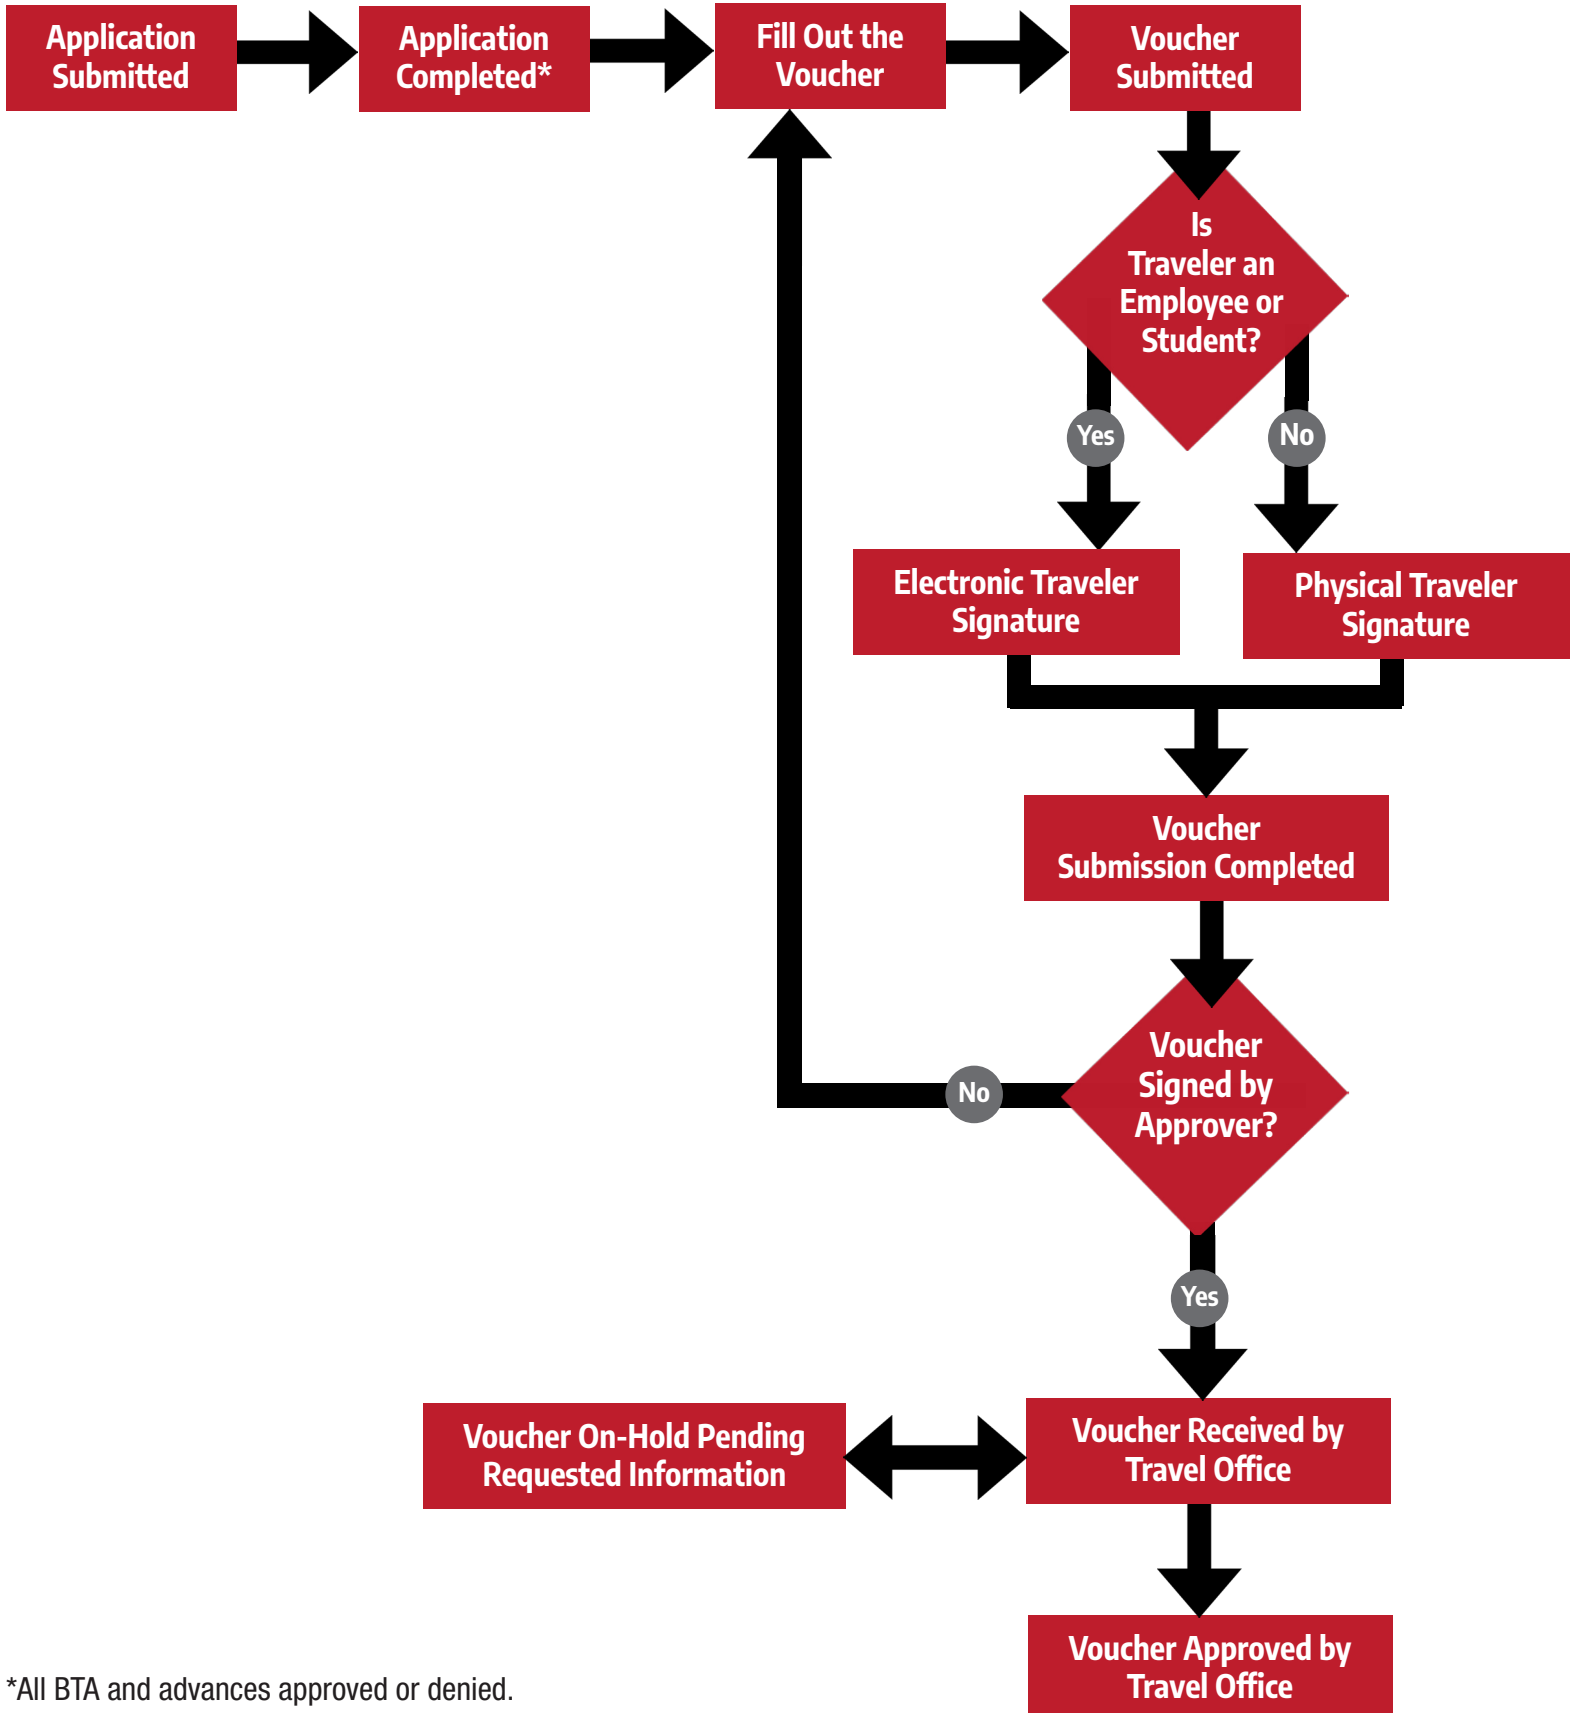 Application
Submitted
Application
Completed*
Fill Out the
Voucher
Voucher
Submitted
Is
Traveler an
Employee or
Student?
Yes
No
Electronic Traveler
Signature
Physical Traveler
Signature
Voucher
Submission Completed
Voucher
Signed by
Approver?
No
Yes
Voucher On-Hold Pending
Requested Information
Voucher Received by
Travel Office
Voucher Approved by
Travel Office
*All BTA and advances approved or denied.